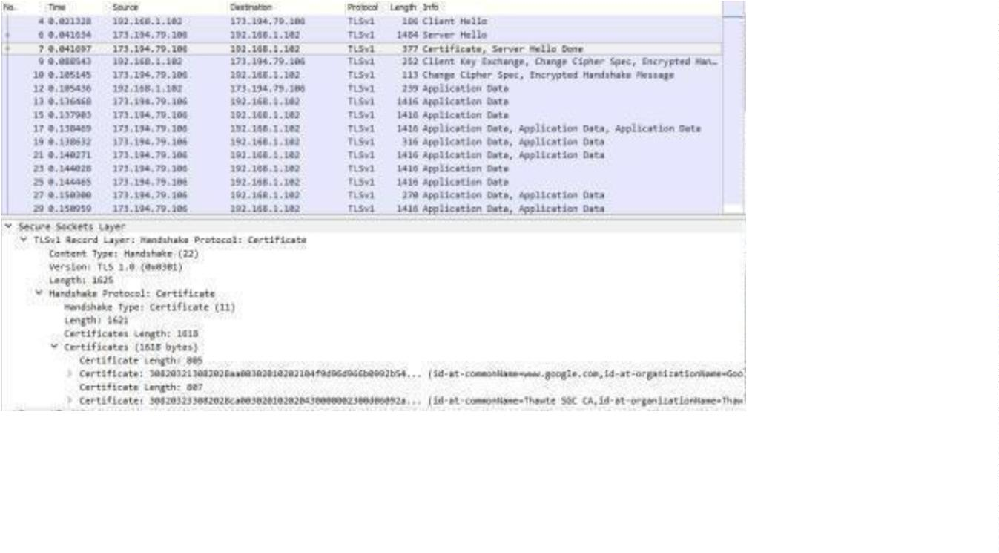 No. Time Source Destination Protocol Length Info
4 0.021328 192.168.1.102 173.194.79.106 TLSv1 186 Client Hello
6 0.041654 173.194.79.106 192.168.1.102 TLSv1 1484 Server Hello
7 0.041697 173.194.79.106 192.168.1.102 TLSv1 377 Certificate, Server Hello Done
9 0.080543 192.168.1.102 173.194.79.106 TLSv1 252 Client Key Exchange, Change Cipher Spec, Encrypted Han…
10 0.105145 173.194.79.106 192.168.1.102 TLSv1 113 Change Cipher Spec, Encrypted Handshake Message
12 0.105436 192.168.1.102 173.194.79.106 TLSv1 239 Application Data
13 0.136468 173.194.79.106 192.168.1.102 TLSv1 1416 Application Data
15 0.137903 173.194.79.106 192.168.1.102 TLSv1 1416 Application Data
17 0.138469 173.194.79.106 192.168.1.102 TLSv1 1416 Application Data, Application Data, Application Data
19 0.138632 173.194.79.106 192.168.1.102 TLSv1 316 Application Data, Application Data
21 0.140271 173.194.79.106 192.168.1.102 TLSv1 1416 Application Data, Application Data
23 0.144028 173.194.79.106 192.168.1.102 TLSv1 1416 Application Data
25 0.144465 173.194.79.106 192.168.1.102 TLSv1 1416 Application Data
27 0.150300 173.194.79.106 192.168.1.102 TLSv1 270 Application Data, Application Data
29 0.150959 173.194.79.106 192.168.1.102 TLSv1 1416 Application Data, Application Data
Secure Sockets Layer
TLSv1 Record Layer: Handshake Protocol: Certificate
Content Type: Handshake (22)
Version: TLS 1.0 (0x0301)
Length: 1625
Handshake Protocol: Certificate
Handshake Type: Certificate (11)
Length: 1621
Certificates Length: 1618
Certificates (1618 bytes)
Certificate Length: 805
Certificate: (id-at-commonName=www.google.com,id-at-organizationName=Goo
Certificate Length: 807
Certificate: (id-at-commonName=Thawte SGC CA,id-at-organizationName=Thaw